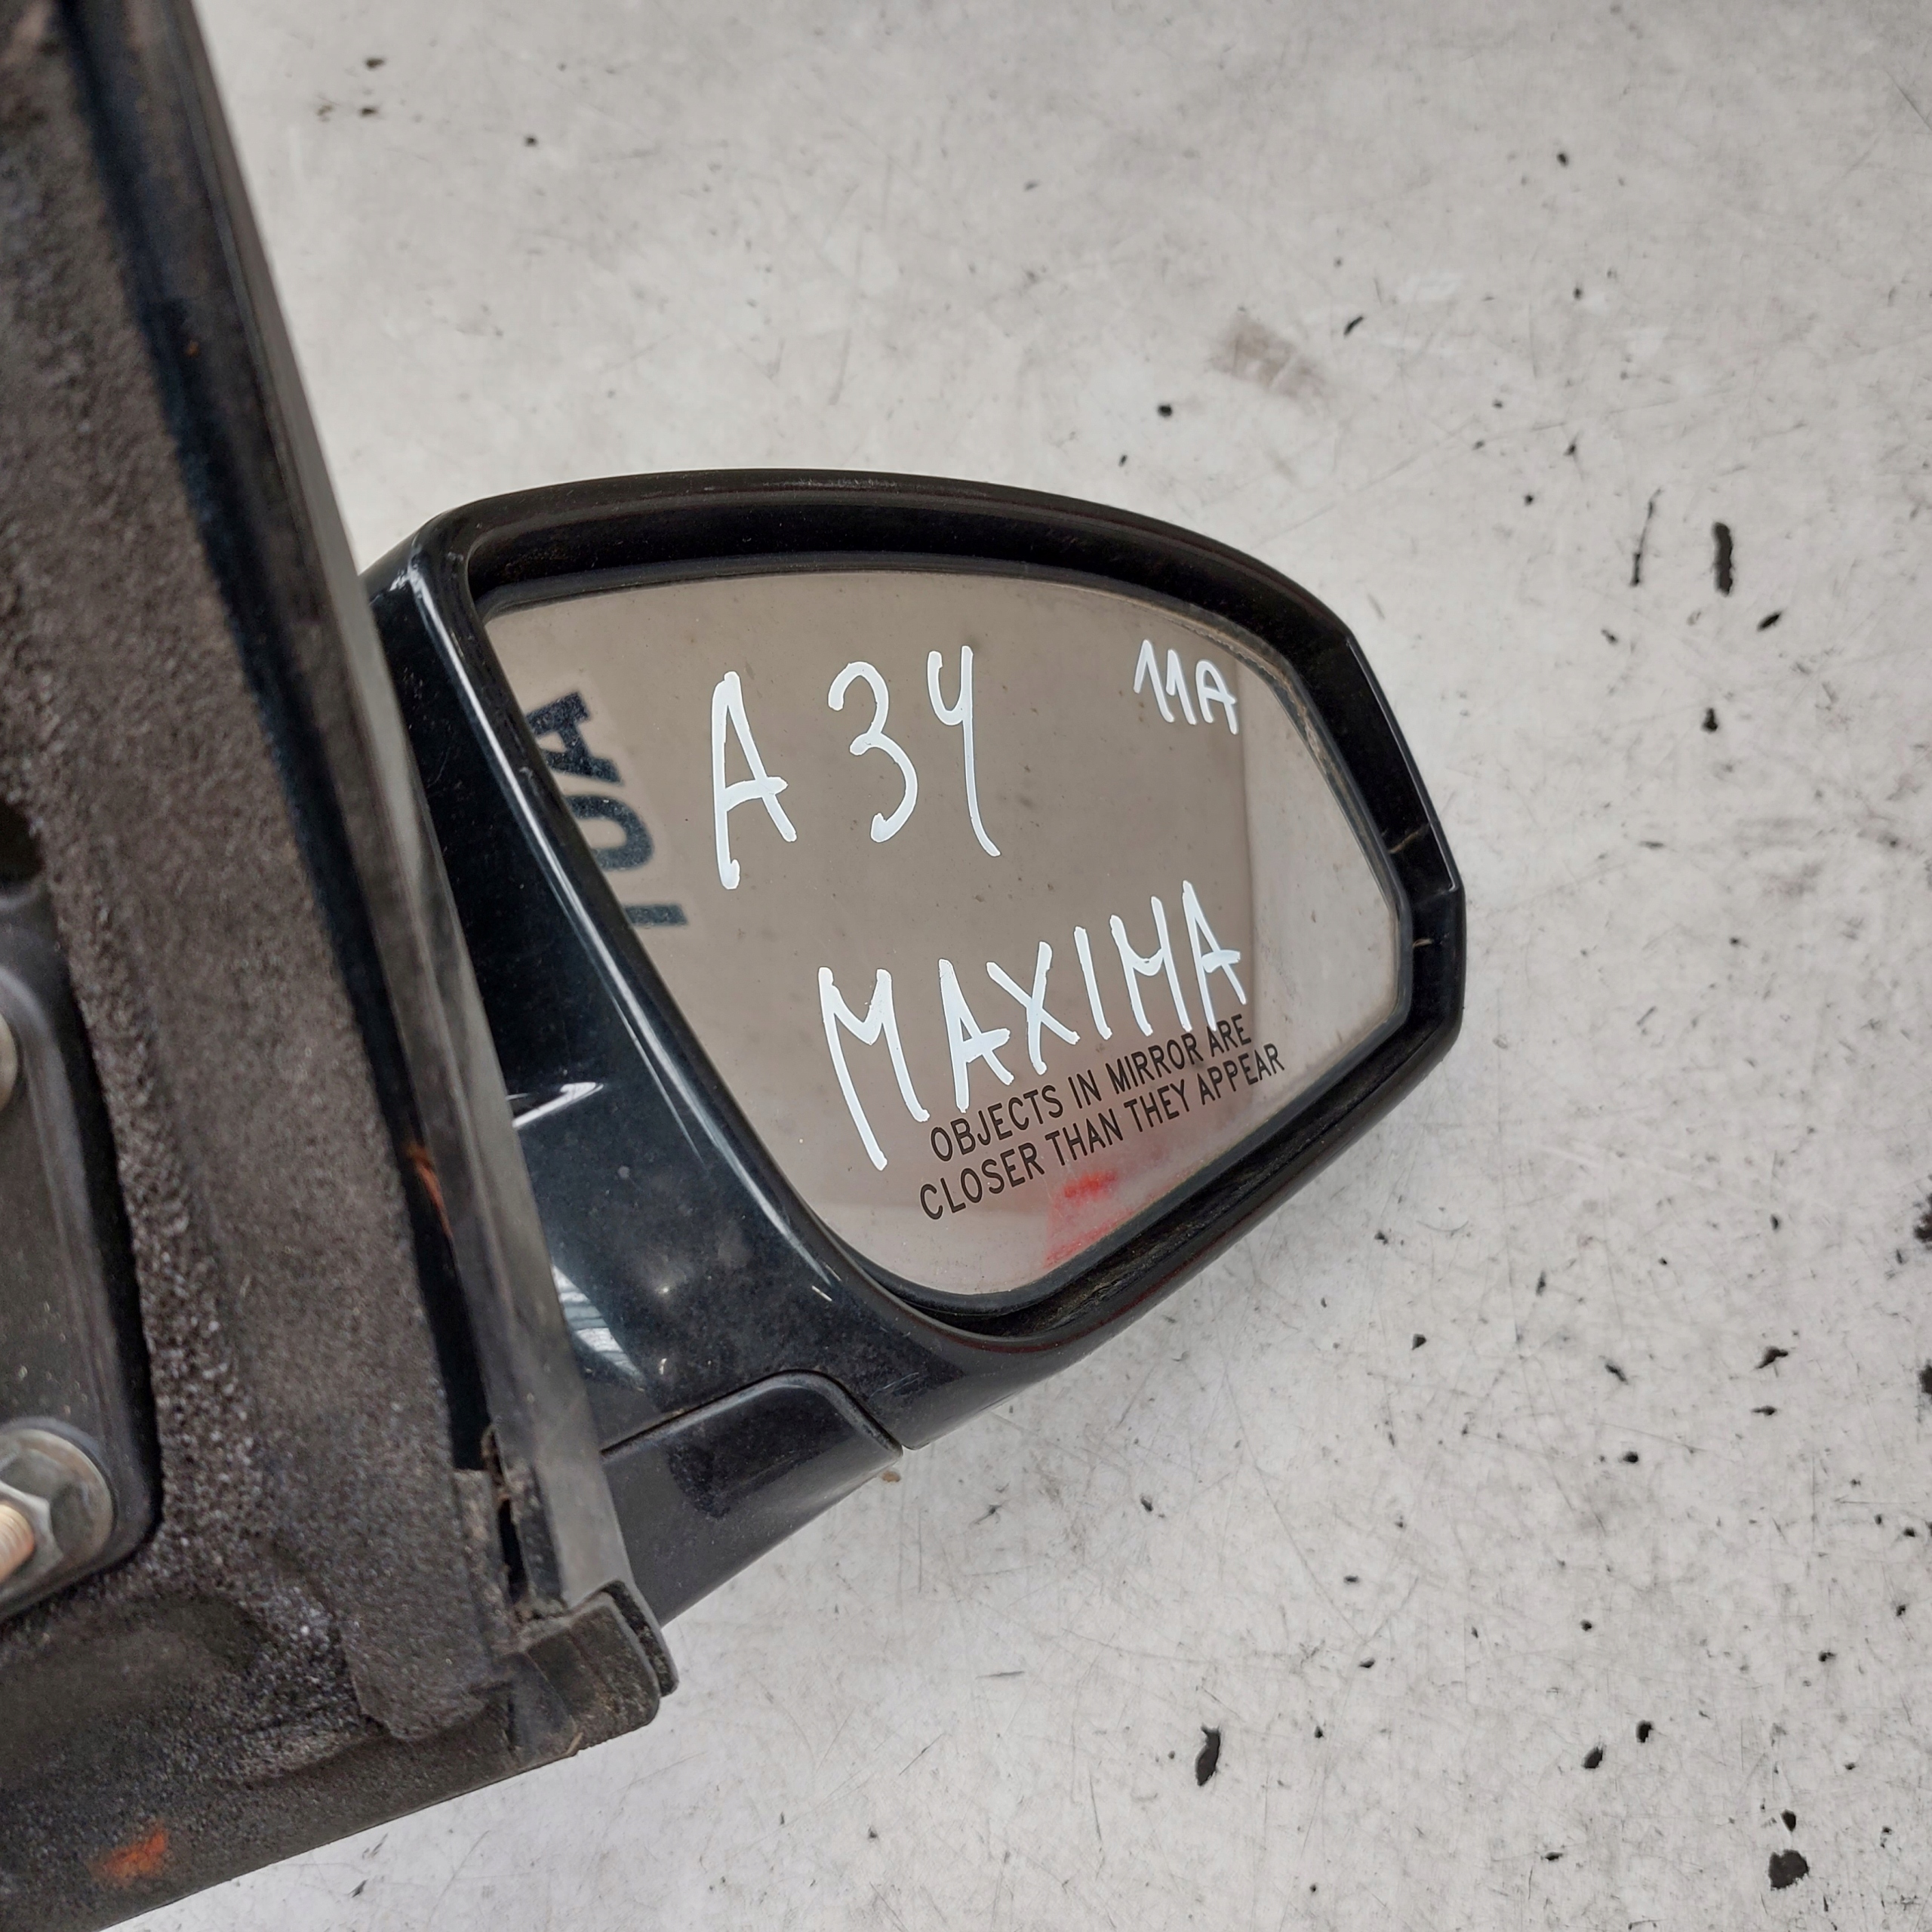 A34 11A
MAXIMA
OBJECTS IN MIRROR ARE
CLOSER THAN THEY APPEAR